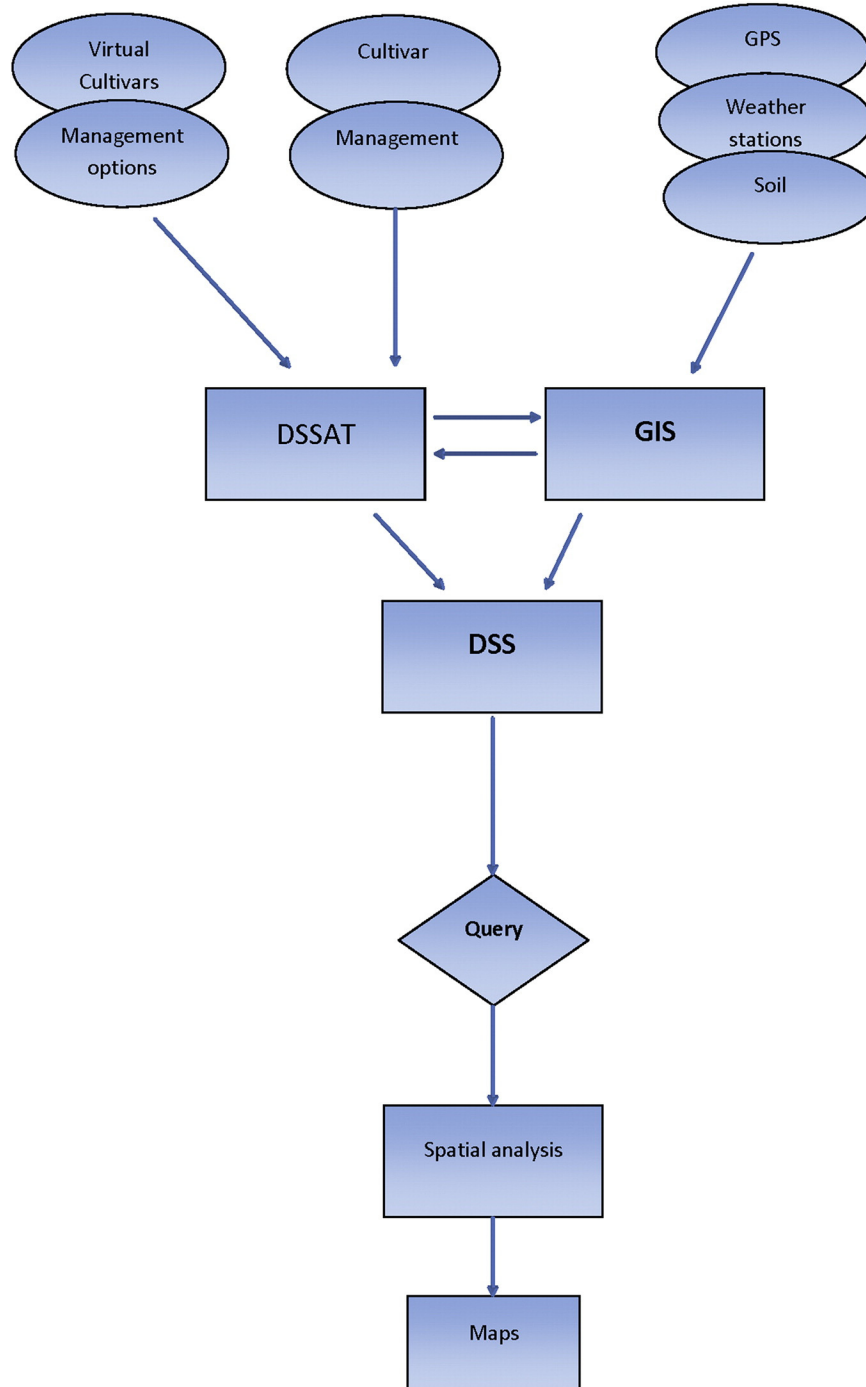 Virtual
Cultivars
Management
options
Cultivar
Management
GPS
Weather
stations
Soil
DSSAT
GIS
DSS
Query
Spatial analysis
Maps